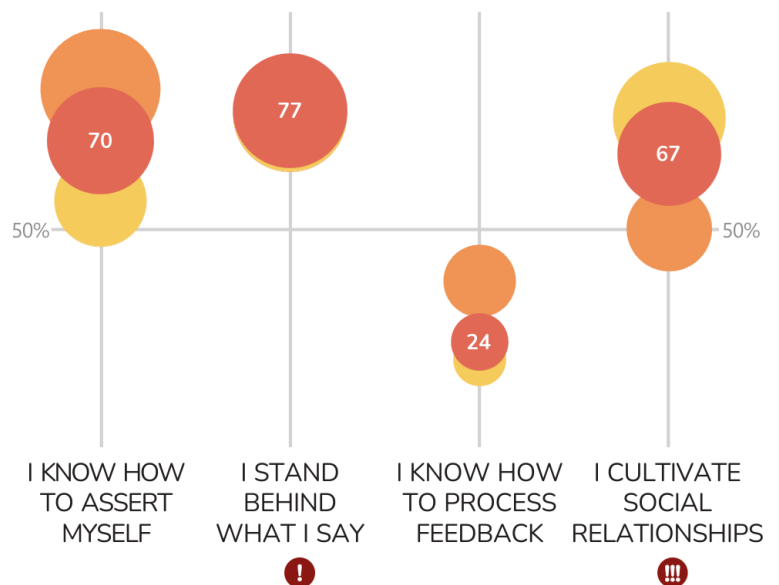 70
77
67
50%
50%
24
I KNOW HOW
TO ASSERT
MYSELF
I STAND
BEHIND
WHAT I SAY
!
I KNOW HOW
TO PROCESS
FEEDBACK
I CULTIVATE
SOCIAL
RELATIONSHIPS
!!!